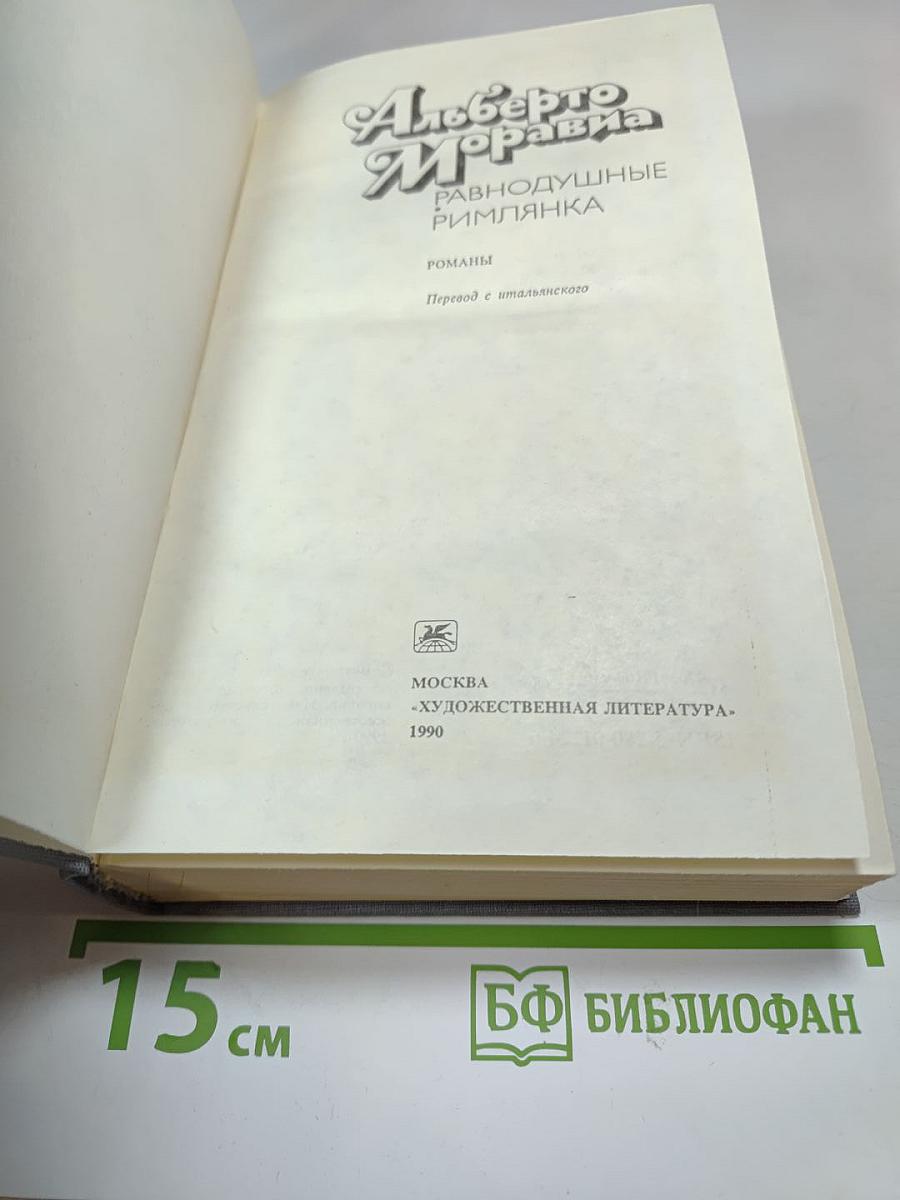 Альберто
Моравиа
РАВНОДУШНЫЕ
РИМЛЯНКА
РОМАНЫ
Перевод с итальянского
МОСКВА
«ХУДОЖЕСТВЕННАЯ ЛИТЕРАТУРА»
1990
15 см
БФ БИБЛИОФАН